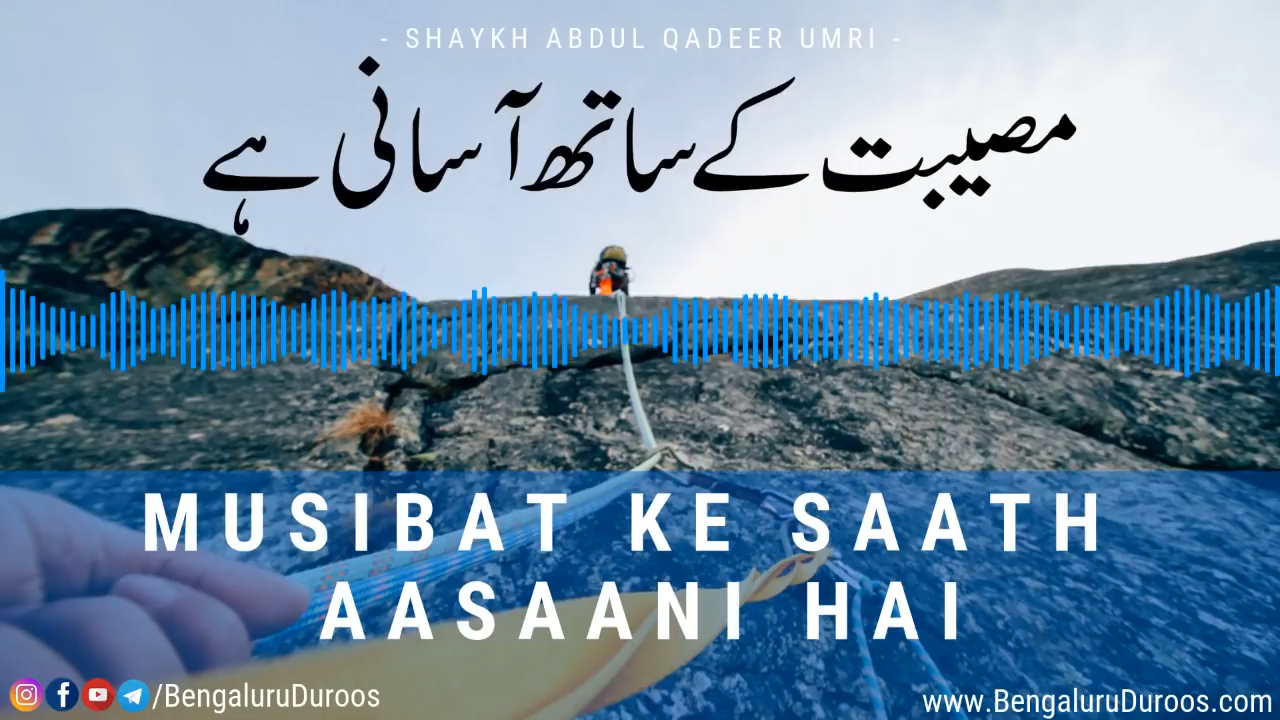 - SHAYKH ABDUL QADEER UMRI -
مصیبت کے ساتھ آسانی ہے
MUSIBAT KE SAATH
AASAANI HAI
/BengaluruDuroos
www.BengaluruDuroos.com